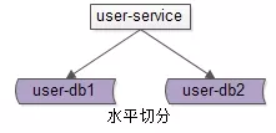 user-service
user-db1
user-db2
水平切分